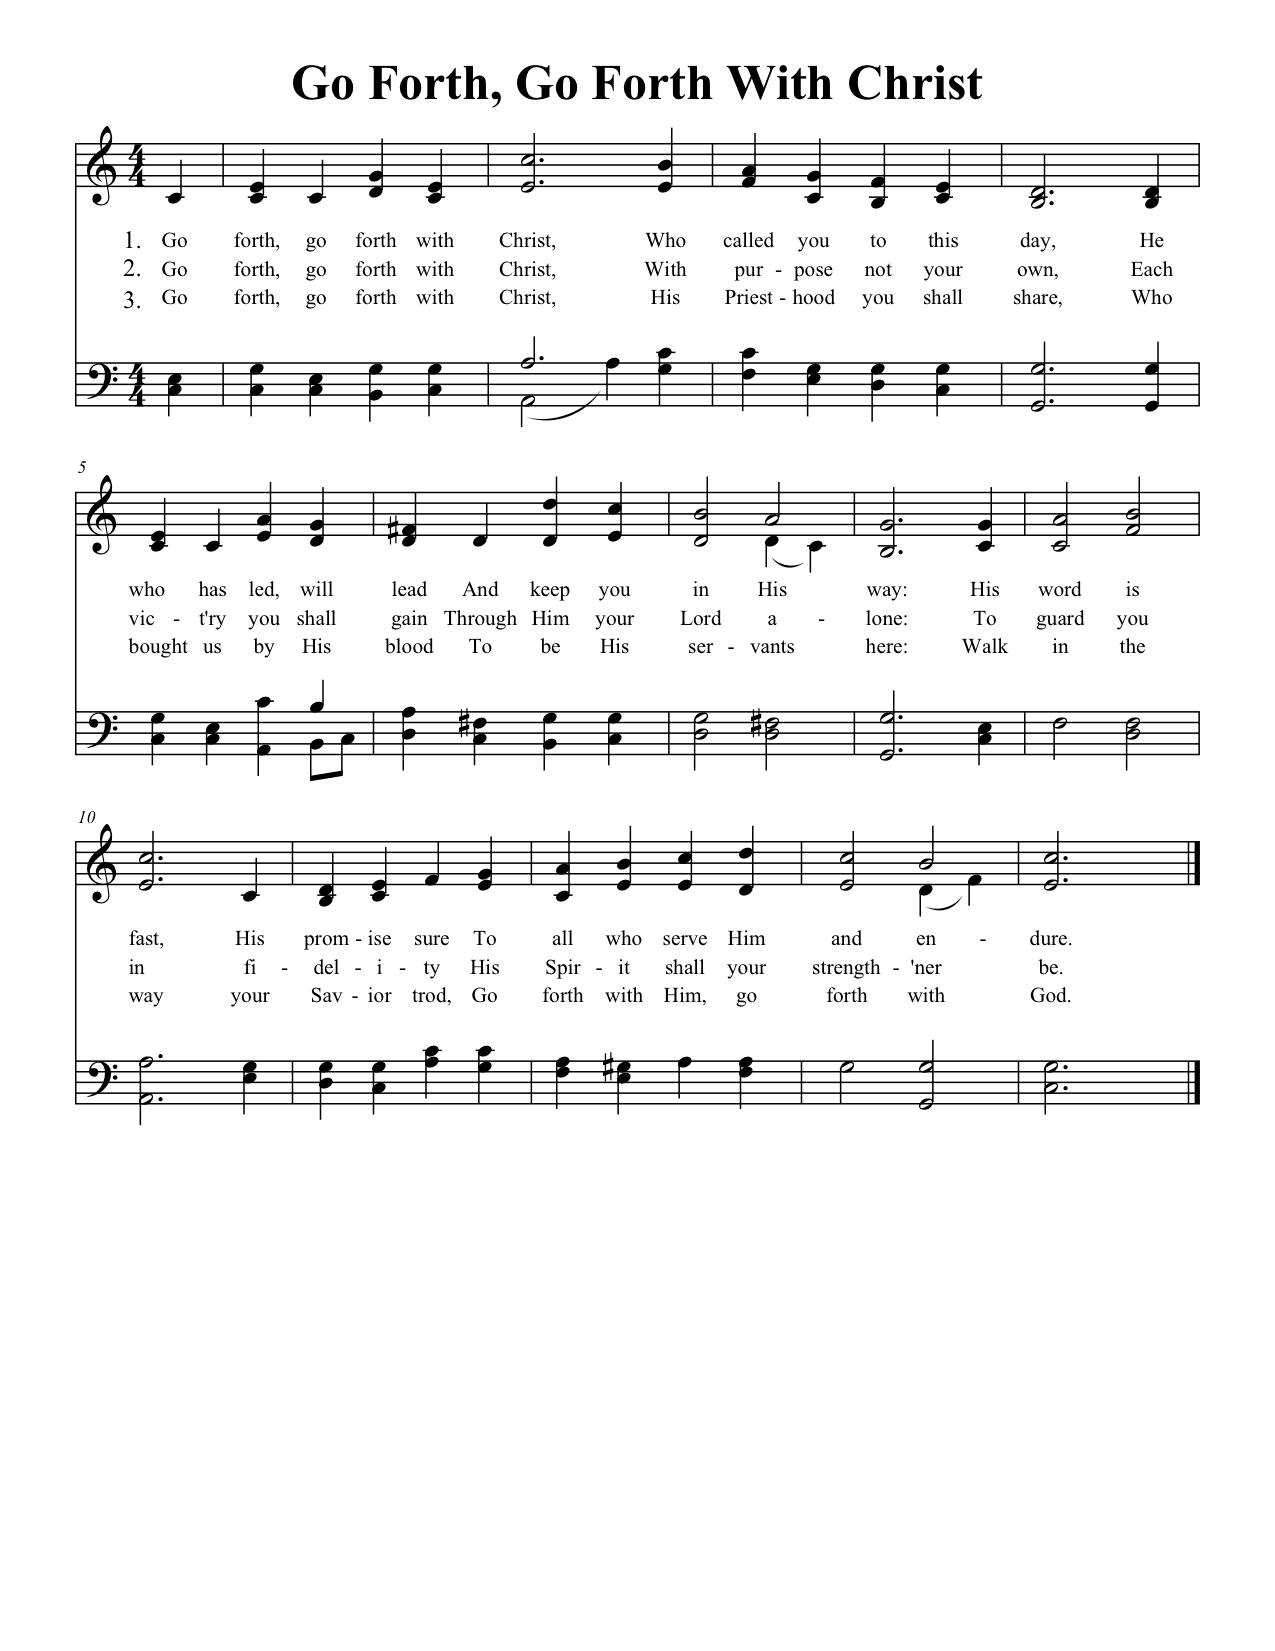 Go Forth, Go Forth With Christ
1. Go forth, go forth with Christ, Who called you to this day, He
2. Go forth, go forth with Christ, With pur - pose not your own, Each
3. Go forth, go forth with Christ, His Priest - hood you shall share, Who
5
who has led, will lead And keep you in His way: His word is
vic - t'ry you shall gain Through Him your Lord a - lone: To guard you
bought us by His blood To be His ser - vants here: Walk in the
10
fast, His prom - ise sure To all who serve Him and en - dure.
in fi - del - i - ty His Spir - it shall your strength - 'ner be.
way your Sav - ior trod, Go forth with Him, go forth with God.